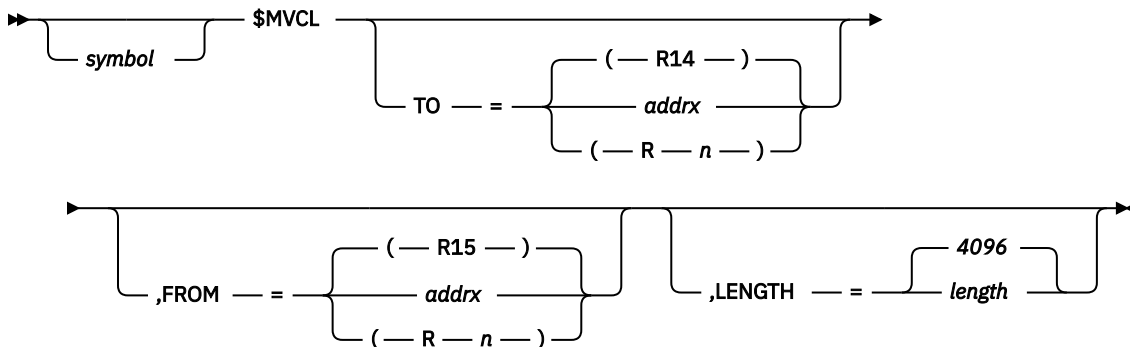 $MVCL
symbol
( R14 )
TO = addrx
( R n )
( R15 )
,FROM = addrx
( R n )
4096
,LENGTH = length